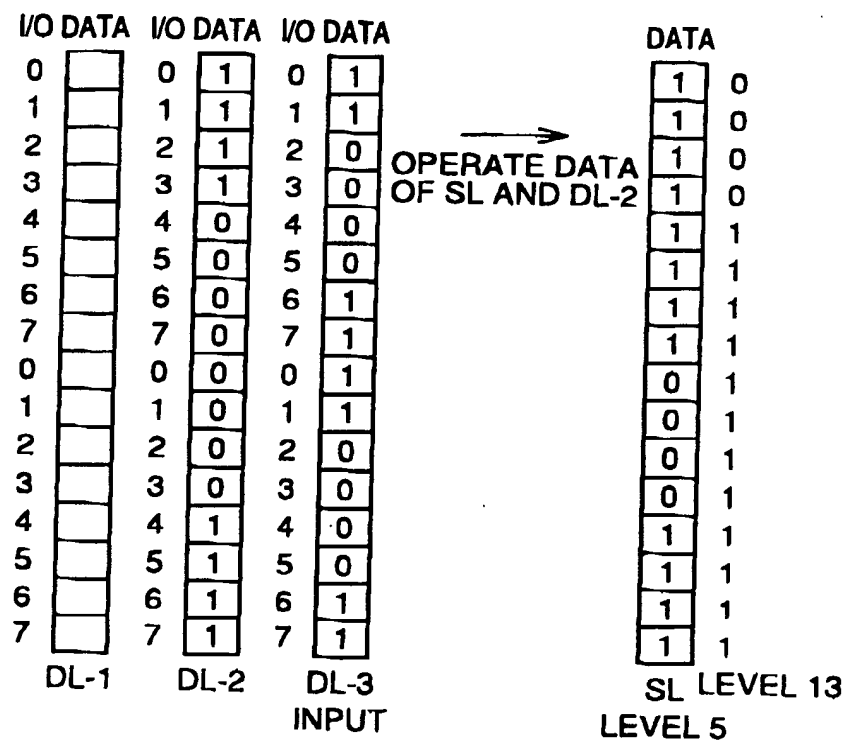 I/O DATA I/O DATA I/O DATA DATA
0 0 1 0 1 1 0
1 1 1 1 1 1 0
2 2 1 2 0 1 0
3 3 1 3 0 1 0
4 4 0 4 0 1 1
5 5 0 5 0 1 1
6 6 0 6 1 1 1
7 7 0 7 1 1 1
0 0 0 0 1 0 1
1 1 0 1 1 0 1
2 2 0 2 0 0 1
3 3 0 3 0 0 1
4 4 1 4 0 1 1
5 5 1 5 0 1 1
6 6 1 6 1 1 1
7 7 1 7 1 1 1
OPERATE DATA
OF SL AND DL-2
DL-1 DL-2 DL-3 SL LEVEL 13
INPUT LEVEL 5